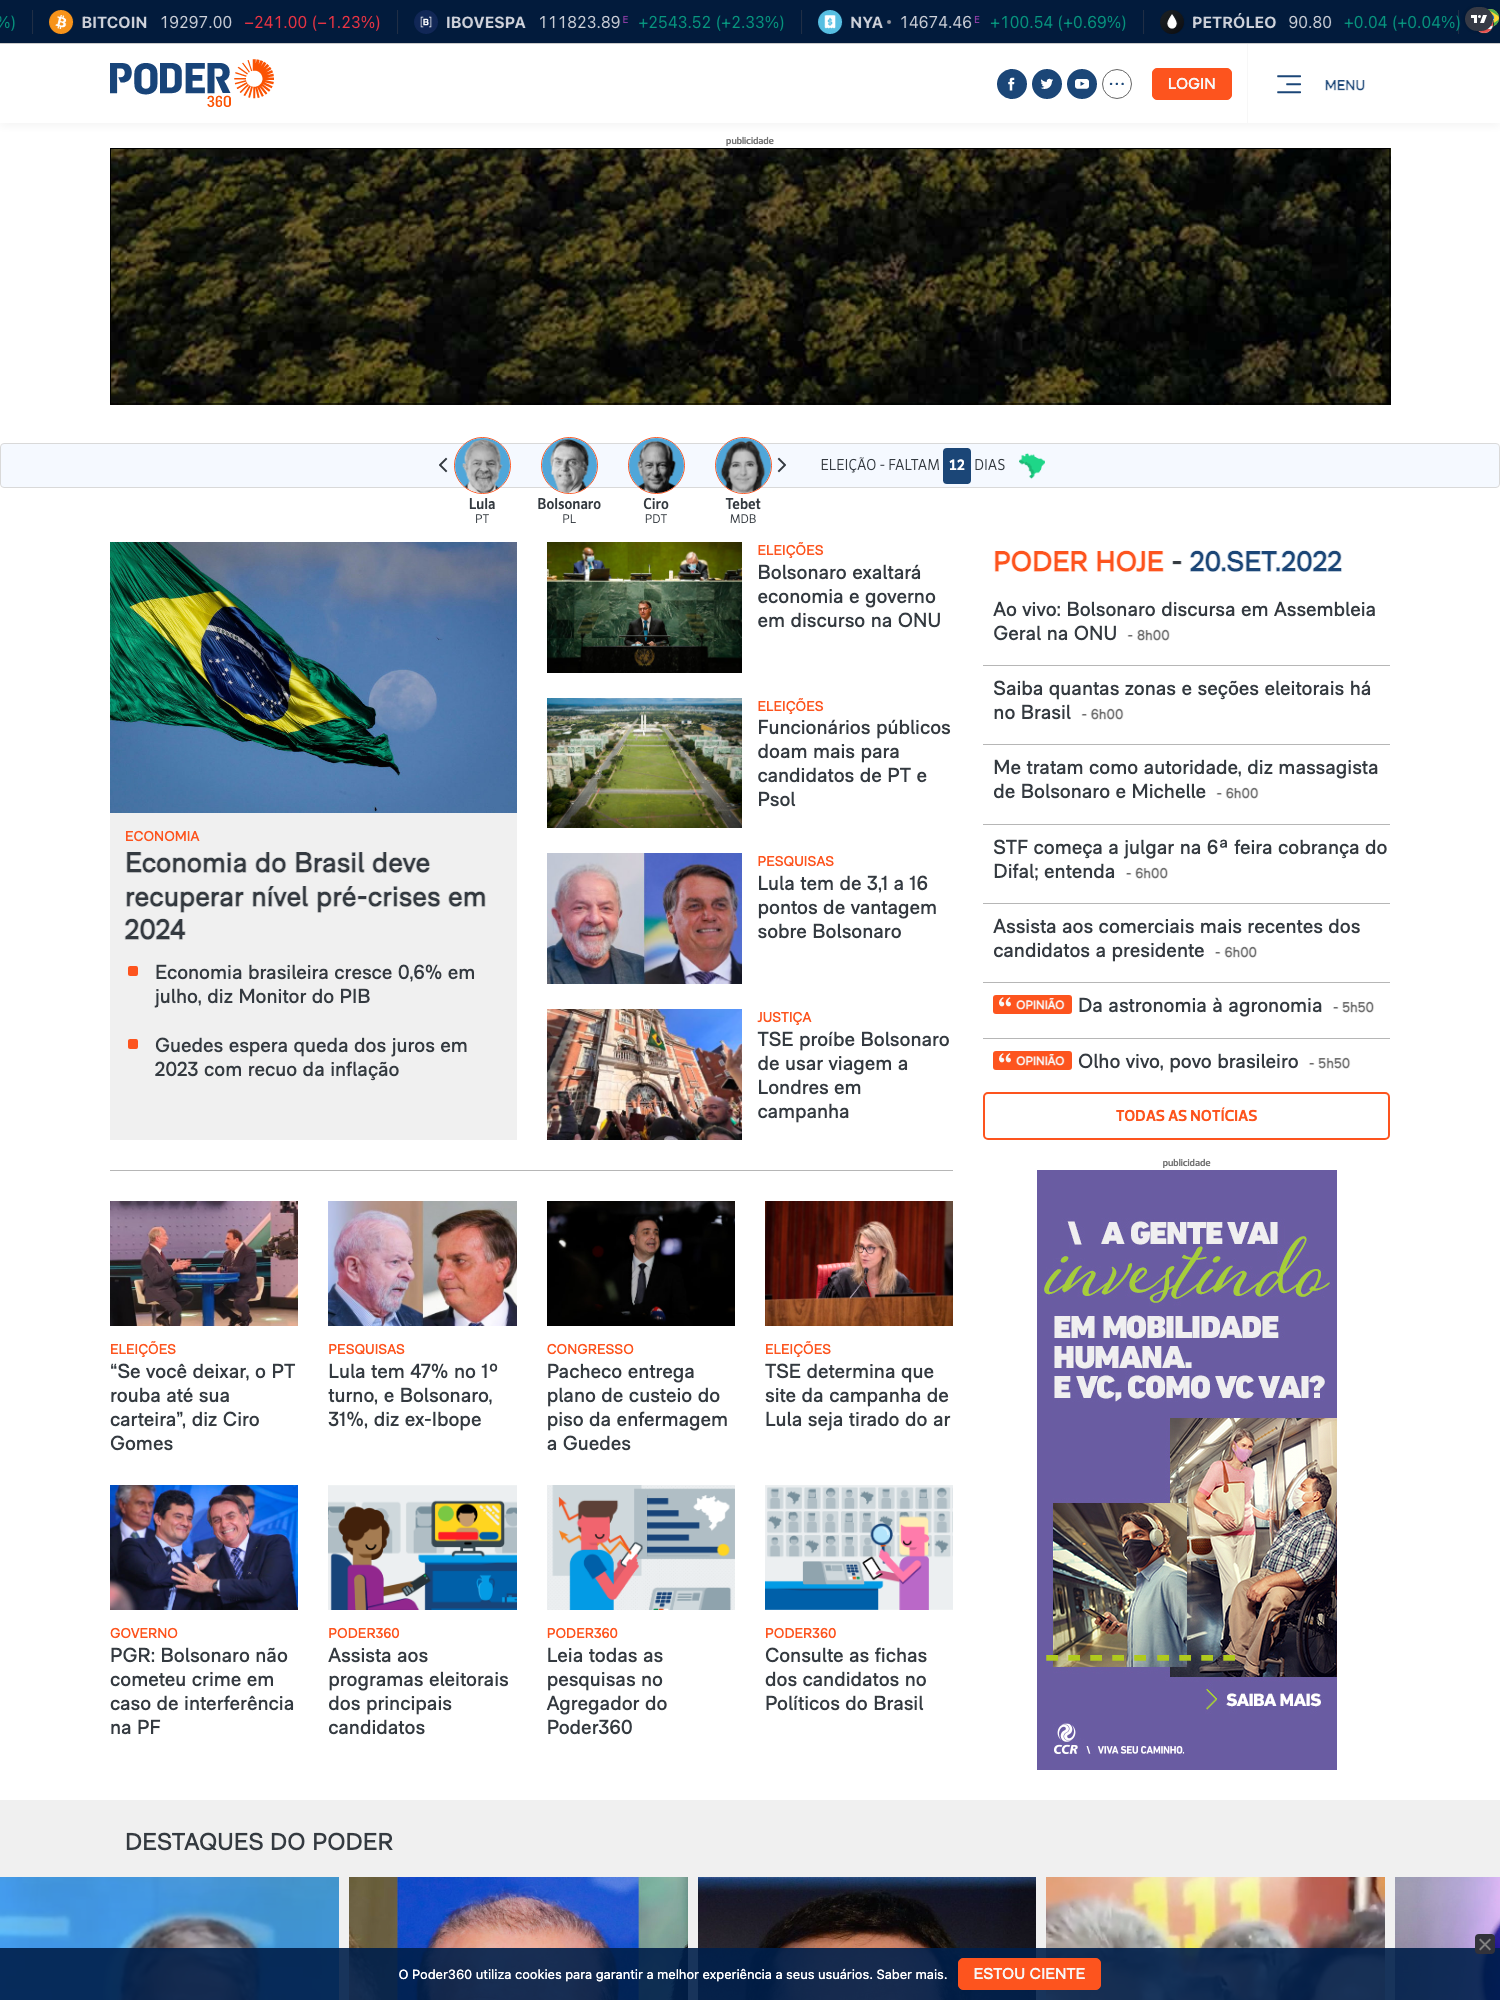 %)
BITCOIN 19297.00 −241.00 (−1.23%)
IBOVESPA 111823.89 E +2543.52 (+2.33%)
NYA • 14674.46 E +100.54 (+0.69%)
PETRÓLEO 90.80 +0.04 (+0.04%)
PODER
360
LOGIN
MENU
publicidade
Lula
PT
Bolsonaro
PL
Ciro
PDT
Tebet
MDB
ELEIÇÃO - FALTAM 12 DIAS
ECONOMIA
Economia do Brasil deve
recuperar nível pré-crises em
2024
Economia brasileira cresce 0,6% em
julho, diz Monitor do PIB
Guedes espera queda dos juros em
2023 com recuo da inflação
ELEIÇÕES
Bolsonaro exaltará
economia e governo
em discurso na ONU
ELEIÇÕES
Funcionários públicos
doam mais para
candidatos de PT e
Psol
PESQUISAS
Lula tem de 3,1 a 16
pontos de vantagem
sobre Bolsonaro
JUSTIÇA
TSE proíbe Bolsonaro
de usar viagem a
Londres em
campanha
PODER HOJE - 20.SET.2022
Ao vivo: Bolsonaro discursa em Assembleia
Geral na ONU - 8h00
Saiba quantas zonas e seções eleitorais há
no Brasil - 6h00
Me tratam como autoridade, diz massagista
de Bolsonaro e Michelle - 6h00
STF começa a julgar na 6ª feira cobrança do
Difal; entenda - 6h00
Assista aos comerciais mais recentes dos
candidatos a presidente - 6h00
“ OPINIÃO Da astronomia à agronomia - 5h50
“ OPINIÃO Olho vivo, povo brasileiro - 5h50
TODAS AS NOTÍCIAS
ELEIÇÕES
“Se você deixar, o PT
rouba até sua
carteira”, diz Ciro
Gomes
PESQUISAS
Lula tem 47% no 1º
turno, e Bolsonaro,
31%, diz ex-Ibope
CONGRESSO
Pacheco entrega
plano de custeio do
piso da enfermagem
a Guedes
ELEIÇÕES
TSE determina que
site da campanha de
Lula seja tirado do ar
GOVERNO
PGR: Bolsonaro não
cometeu crime em
caso de interferência
na PF
PODER360
Assista aos
programas eleitorais
dos principais
candidatos
PODER360
Leia todas as
pesquisas no
Agregador do
Poder360
PODER360
Consulte as fichas
dos candidatos no
Políticos do Brasil
publicidade
\ A GENTE VAI
investindo
EM MOBILIDADE
HUMANA.
E VC, COMO VC VAI?
SAIBA MAIS
CCR \ VIVA SEU CAMINHO.
DESTAQUES DO PODER
O Poder360 utiliza cookies para garantir a melhor experiência a seus usuários. Saber mais.
ESTOU CIENTE